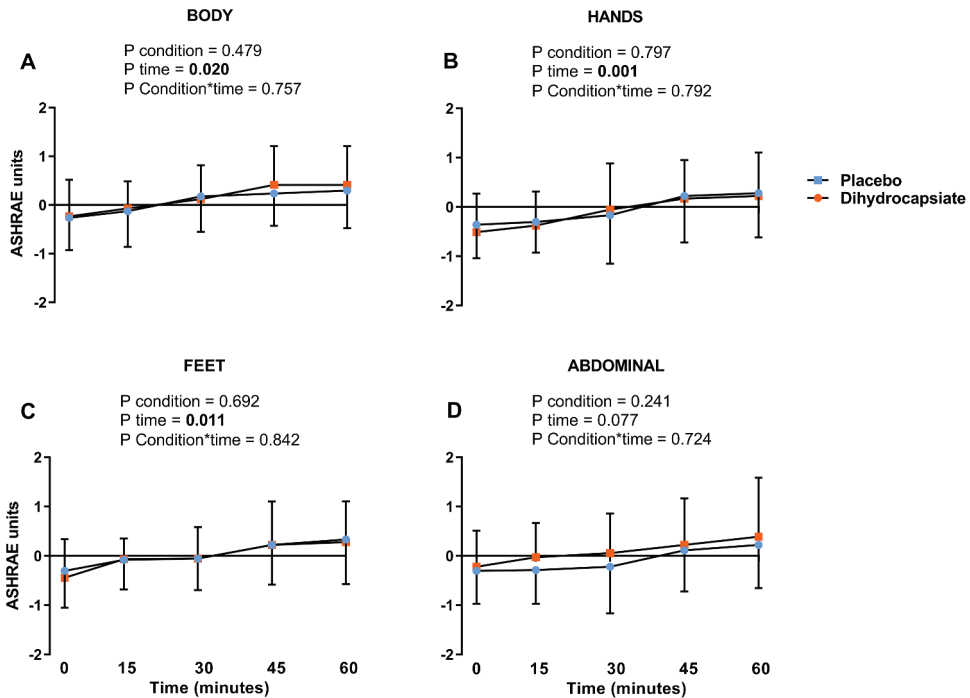 BODY
A
P condition = 0.479
P time = 0.020
P Condition*time = 0.757
ASHRAE units
2
1
0
-1
-2
HANDS
B
P condition = 0.797
P time = 0.001
P Condition*time = 0.792
2
1
0
-1
-2
Placebo
Dihydrocapsiate
FEET
C
P condition = 0.692
P time = 0.011
P Condition*time = 0.842
ASHRAE units
2
1
0
-1
-2
0 15 30 45 60
Time (minutes)
ABDOMINAL
D
P condition = 0.241
P time = 0.077
P Condition*time = 0.724
2
1
0
-1
-2
0 15 30 45 60
Time (minutes)